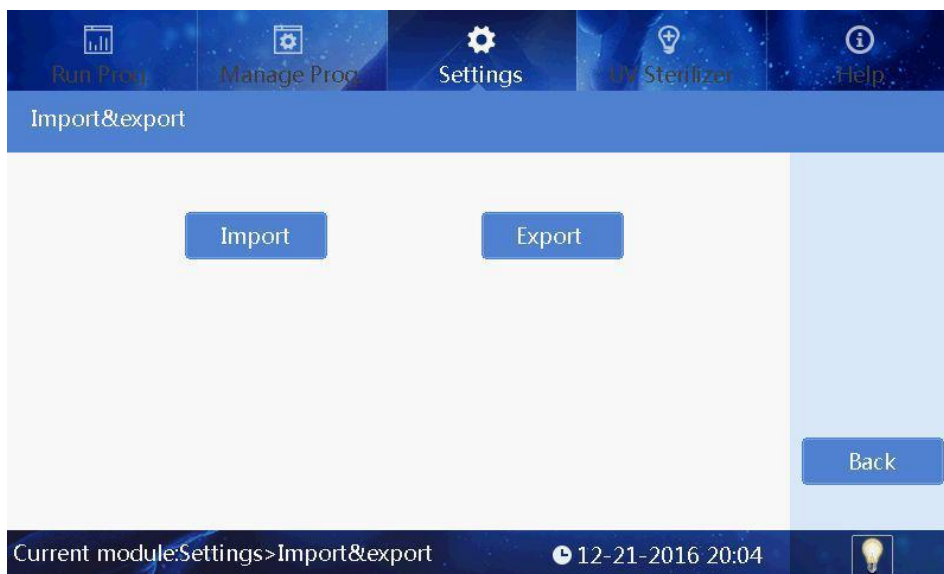 Run Prog.
Manage Prog.
Settings
UV Sterilizer
Help
Import&export
Import
Export
Back
Current module:Settings>Import&export
12-21-2016 20:04